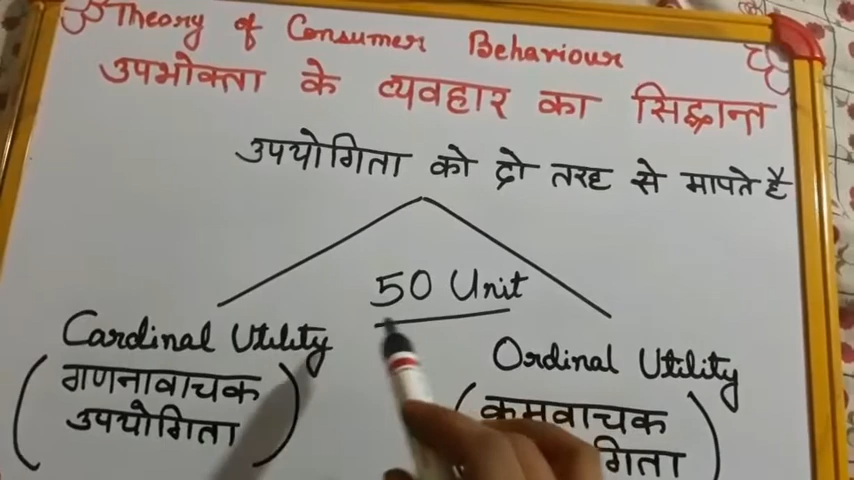 Theory of Consumer Behaviour
उपभोक्ता के व्यवहार का सिद्धान्त
उपयोगिता को दो तरह से मापते है
50 Unit
Cardinal Utility
(गणनावाचक
उपयोगिता)
Ordinal Utility
(क्रमवाचक
गिता)